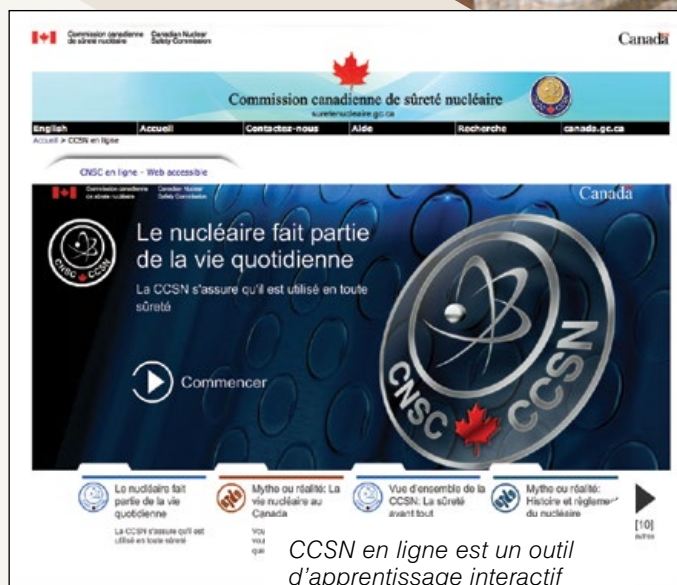 Commission canadienne de sûreté nucléaire
Canadian Nuclear Safety Commission
Canada
Commission canadienne de sûreté nucléaire
suretenucleaire.gc.ca
English Accueil Contactez-nous Aide Recherche canada.gc.ca
Accueil > CCSN en ligne
CNSC en ligne - Web accessible
Commission canadienne de sûreté nucléaire
Canadian Nuclear Safety Commission
Canada
CNSC CCSN
Le nucléaire fait partie
de la vie quotidienne
La CCSN s'assure qu'il est utilisé en toute
sûreté
Commencer
CNSC CCSN
Le nucléaire fait
partie de la vie
quotidienne
La CCSN s'assure qu'il est
utilisé en toute sûreté
Mythe ou réalité: La
vie nucléaire au
Canada
Vue d'ensemble de la
CCSN: La sûreté
avant tout
Mythe ou réalité:
Histoire et
du nucléaire
[10]
CCSN en ligne est un outil
d'apprentissage interactif